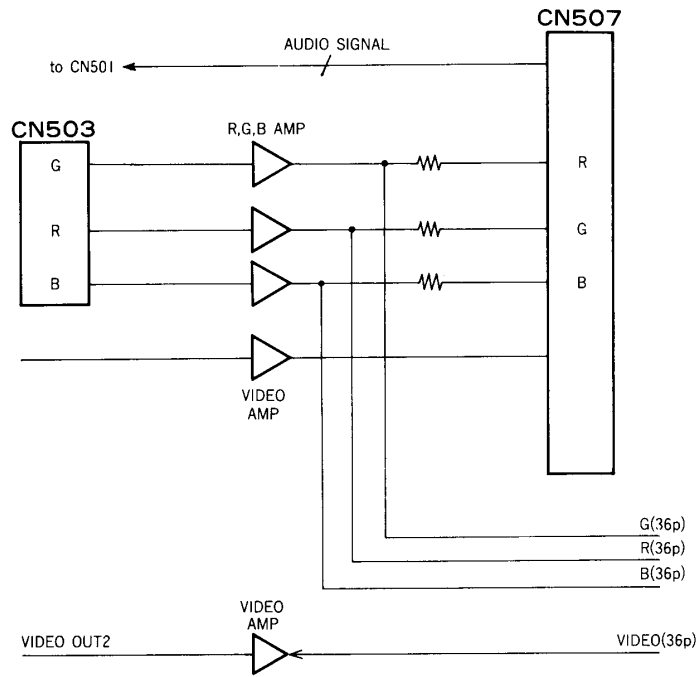 CN507
AUDIO SIGNAL
to CN501
CN503
R,G,B AMP
G
R
R
G
B
B
VIDEO
AMP
G(36p)
R(36p)
B(36p)
VIDEO
AMP
VIDEO OUT2
VIDEO(36p)